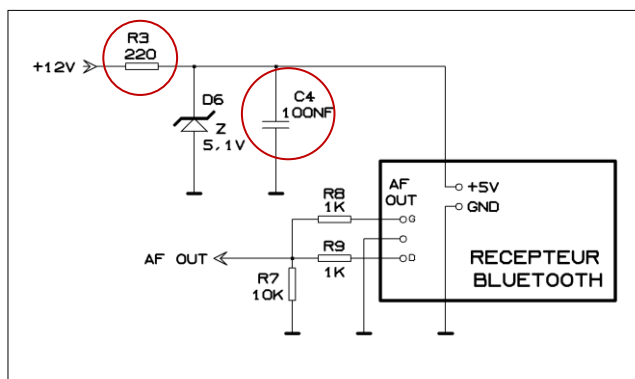 R3
220
+12V
C4
100NF
D6
Z
5,1V
AF
OUT
+5V
GND
R8
1K
G
AF OUT
R9
1K
D
R7
10K
RECEPTEUR
BLUETOOTH